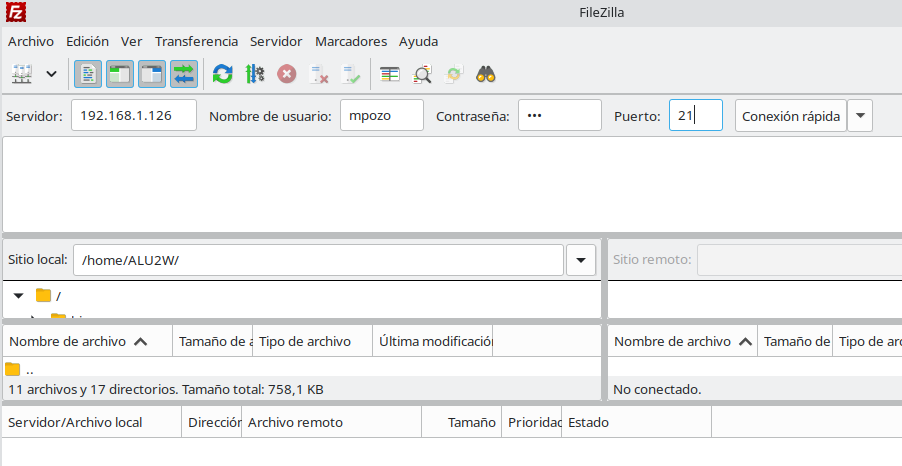 FileZilla
Archivo Edición Ver Transferencia Servidor Marcadores Ayuda
Servidor: 192.168.1.126 Nombre de usuario: mpozo Contraseña: ••• Puerto: 21 Conexión rápida
Sitio local: /home/ALU2W/ Sitio remoto:
/
Nombre de archivo Tamaño de a Tipo de archivo Última modificació Nombre de archivo Tamaño de Tipo de arc
..
11 archivos y 17 directorios. Tamaño total: 758,1 KB No conectado.
Servidor/Archivo local Direcció Archivo remoto Tamaño Prioridad Estado